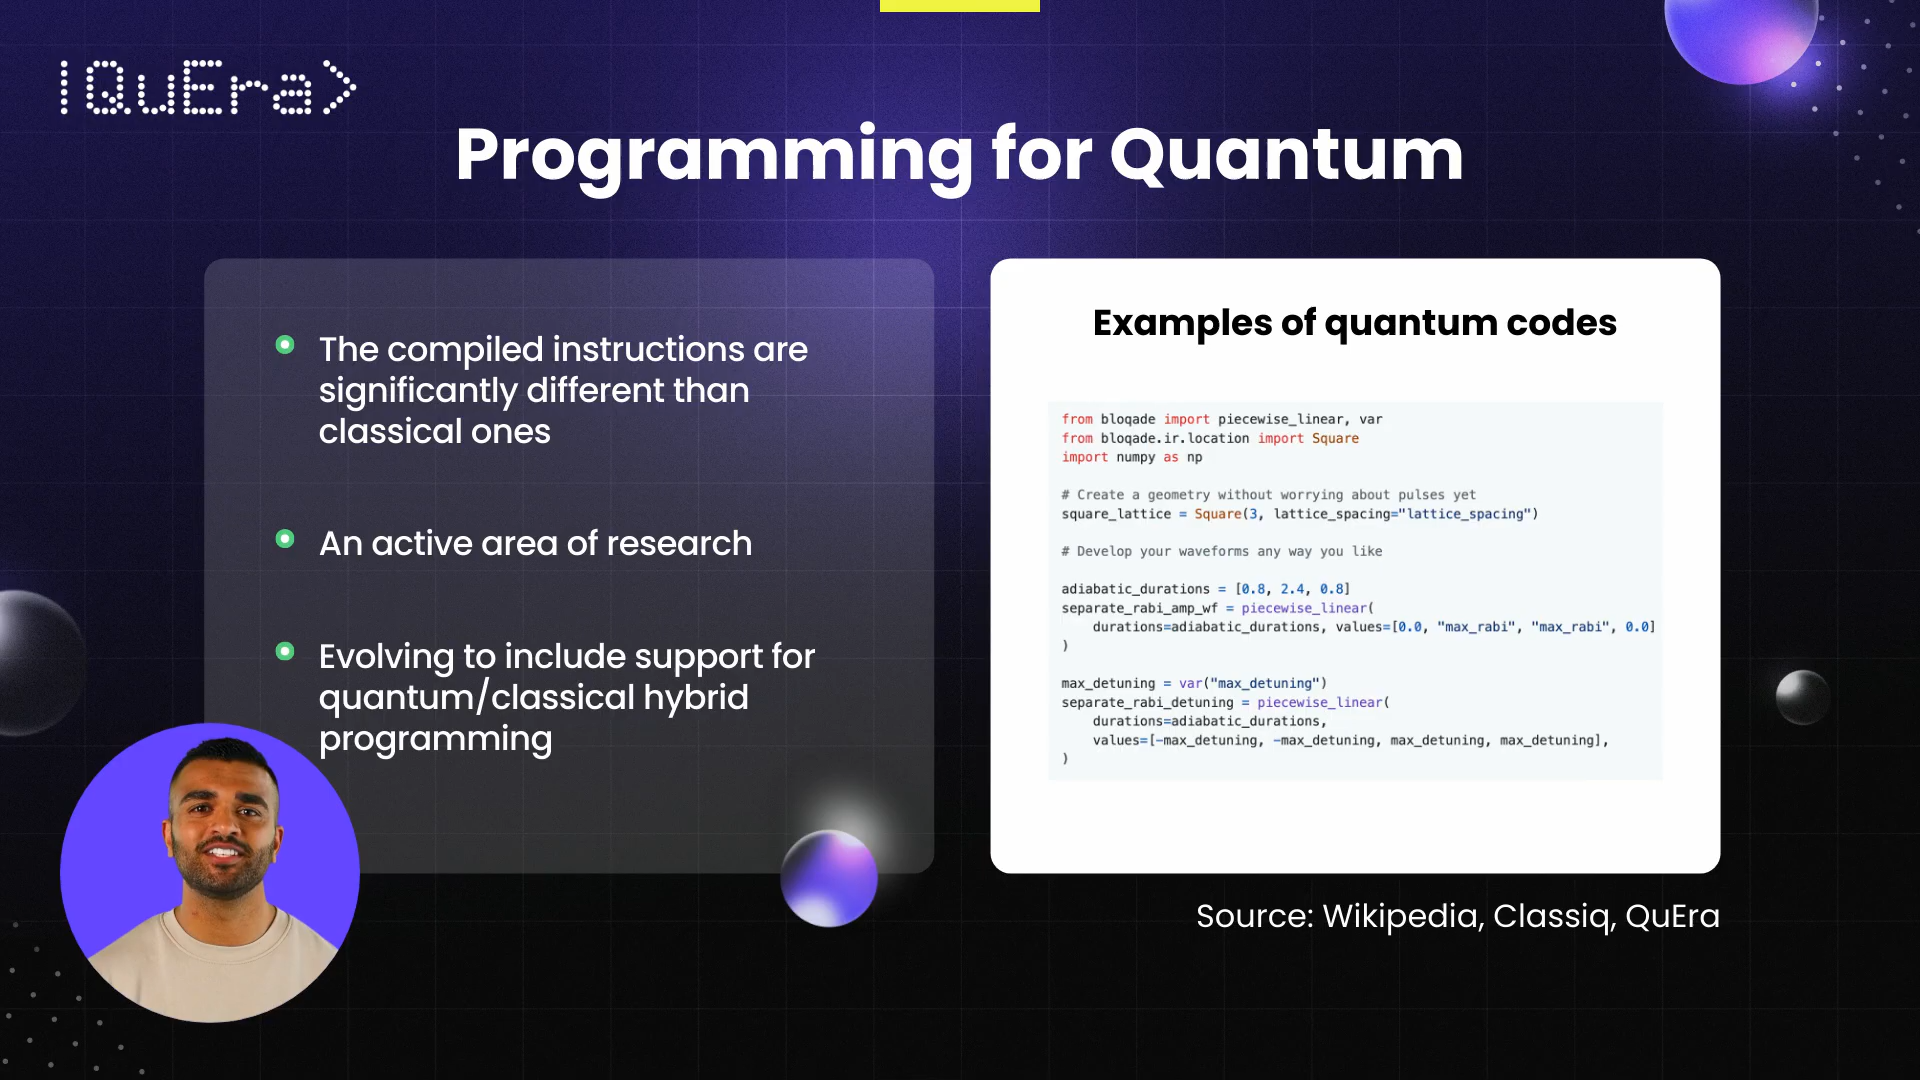 |QuEra>
Programming for Quantum
The compiled instructions are
significantly different than
classical ones
An active area of research
Evolving to include support for
quantum/classical hybrid
programming
Examples of quantum codes
from bloqade import piecewise_linear, var
from bloqade.ir.location import Square
import numpy as np
# Create a geometry without worrying about pulses yet
square_lattice = Square(3, lattice_spacing="lattice_spacing")
# Develop your waveforms any way you like
adiabatic_durations = [0.8, 2.4, 0.8]
separate_rabi_amp_wf = piecewise_linear(
    durations=adiabatic_durations, values=[0.0, "max_rabi", "max_rabi", 0.0]
)
max_detuning = var("max_detuning")
separate_rabi_detuning = piecewise_linear(
    durations=adiabatic_durations,
    values=[-max_detuning, -max_detuning, max_detuning, max_detuning],
)
Source: Wikipedia, Classiq, QuEra